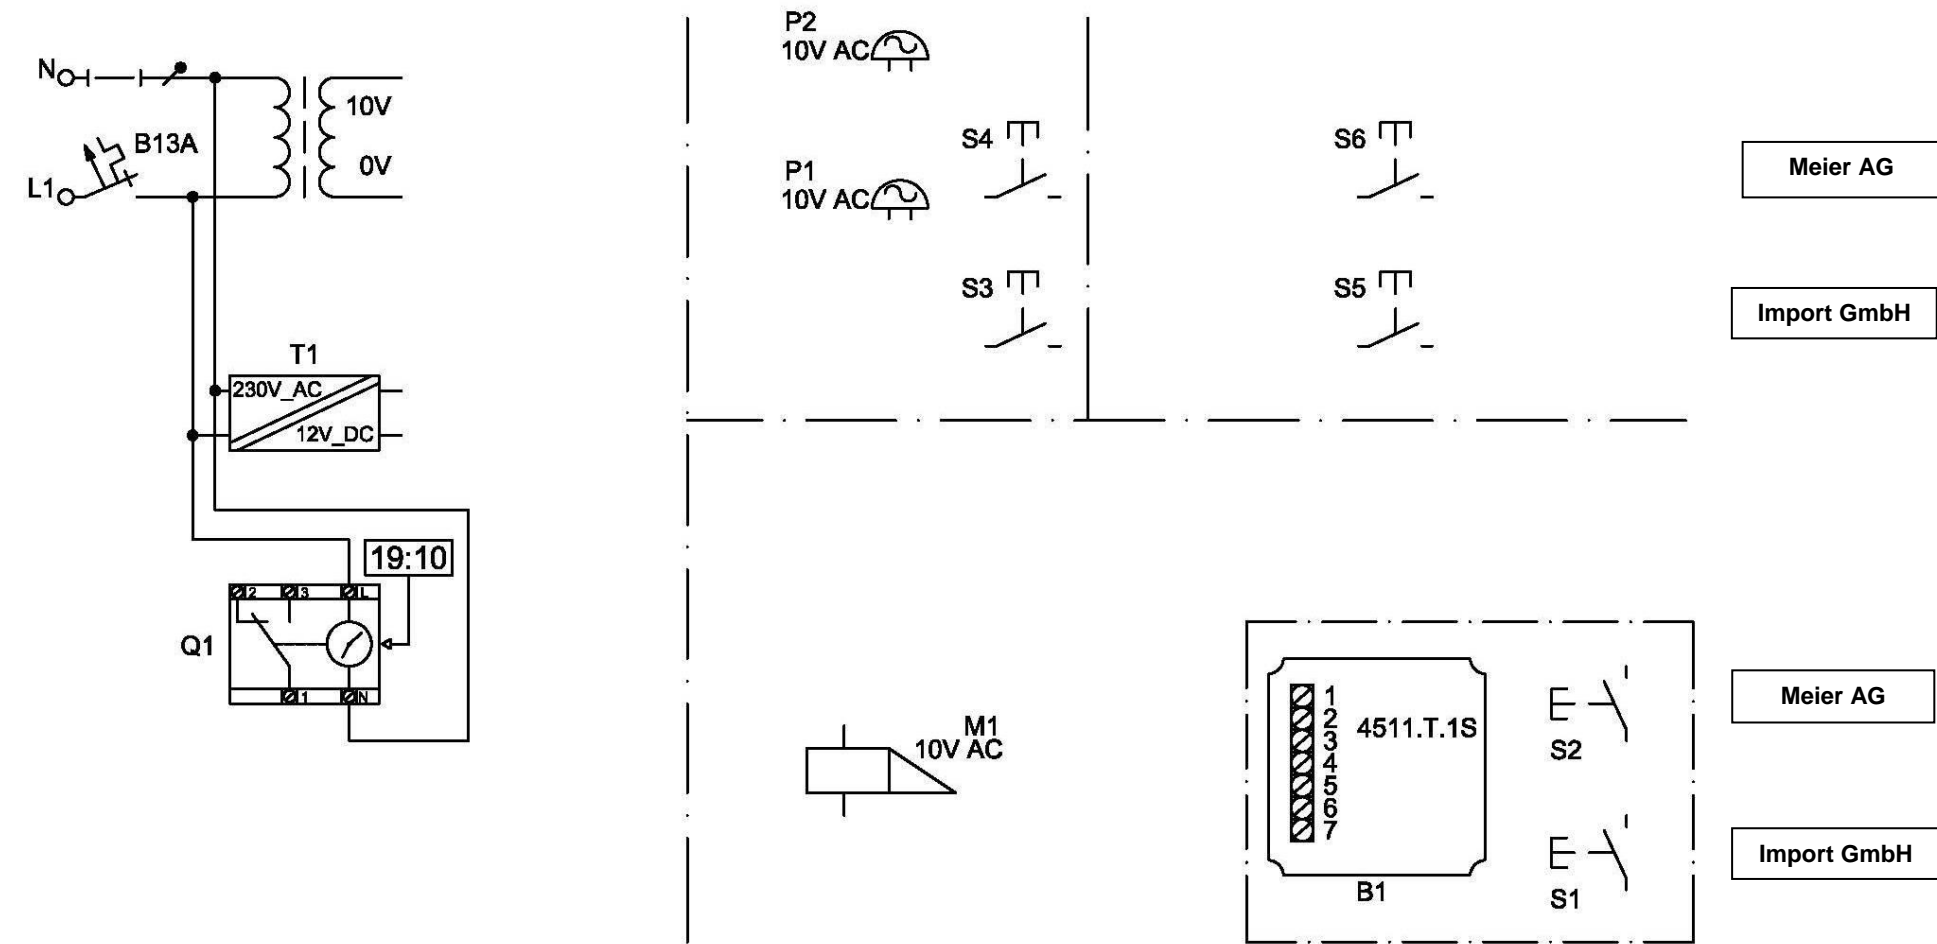 P2
10V AC
N
10V
B13A
0V
L1
P1
10V AC
S4
S6
Meier AG
S3
S5
Import GmbH
T1
230V_AC
12V_DC
19:10
2 3 L
Q1
1 N
M1
10V AC
1
2
3
4
5
6
7
4511.T.1S
B1
S2
Meier AG
S1
Import GmbH